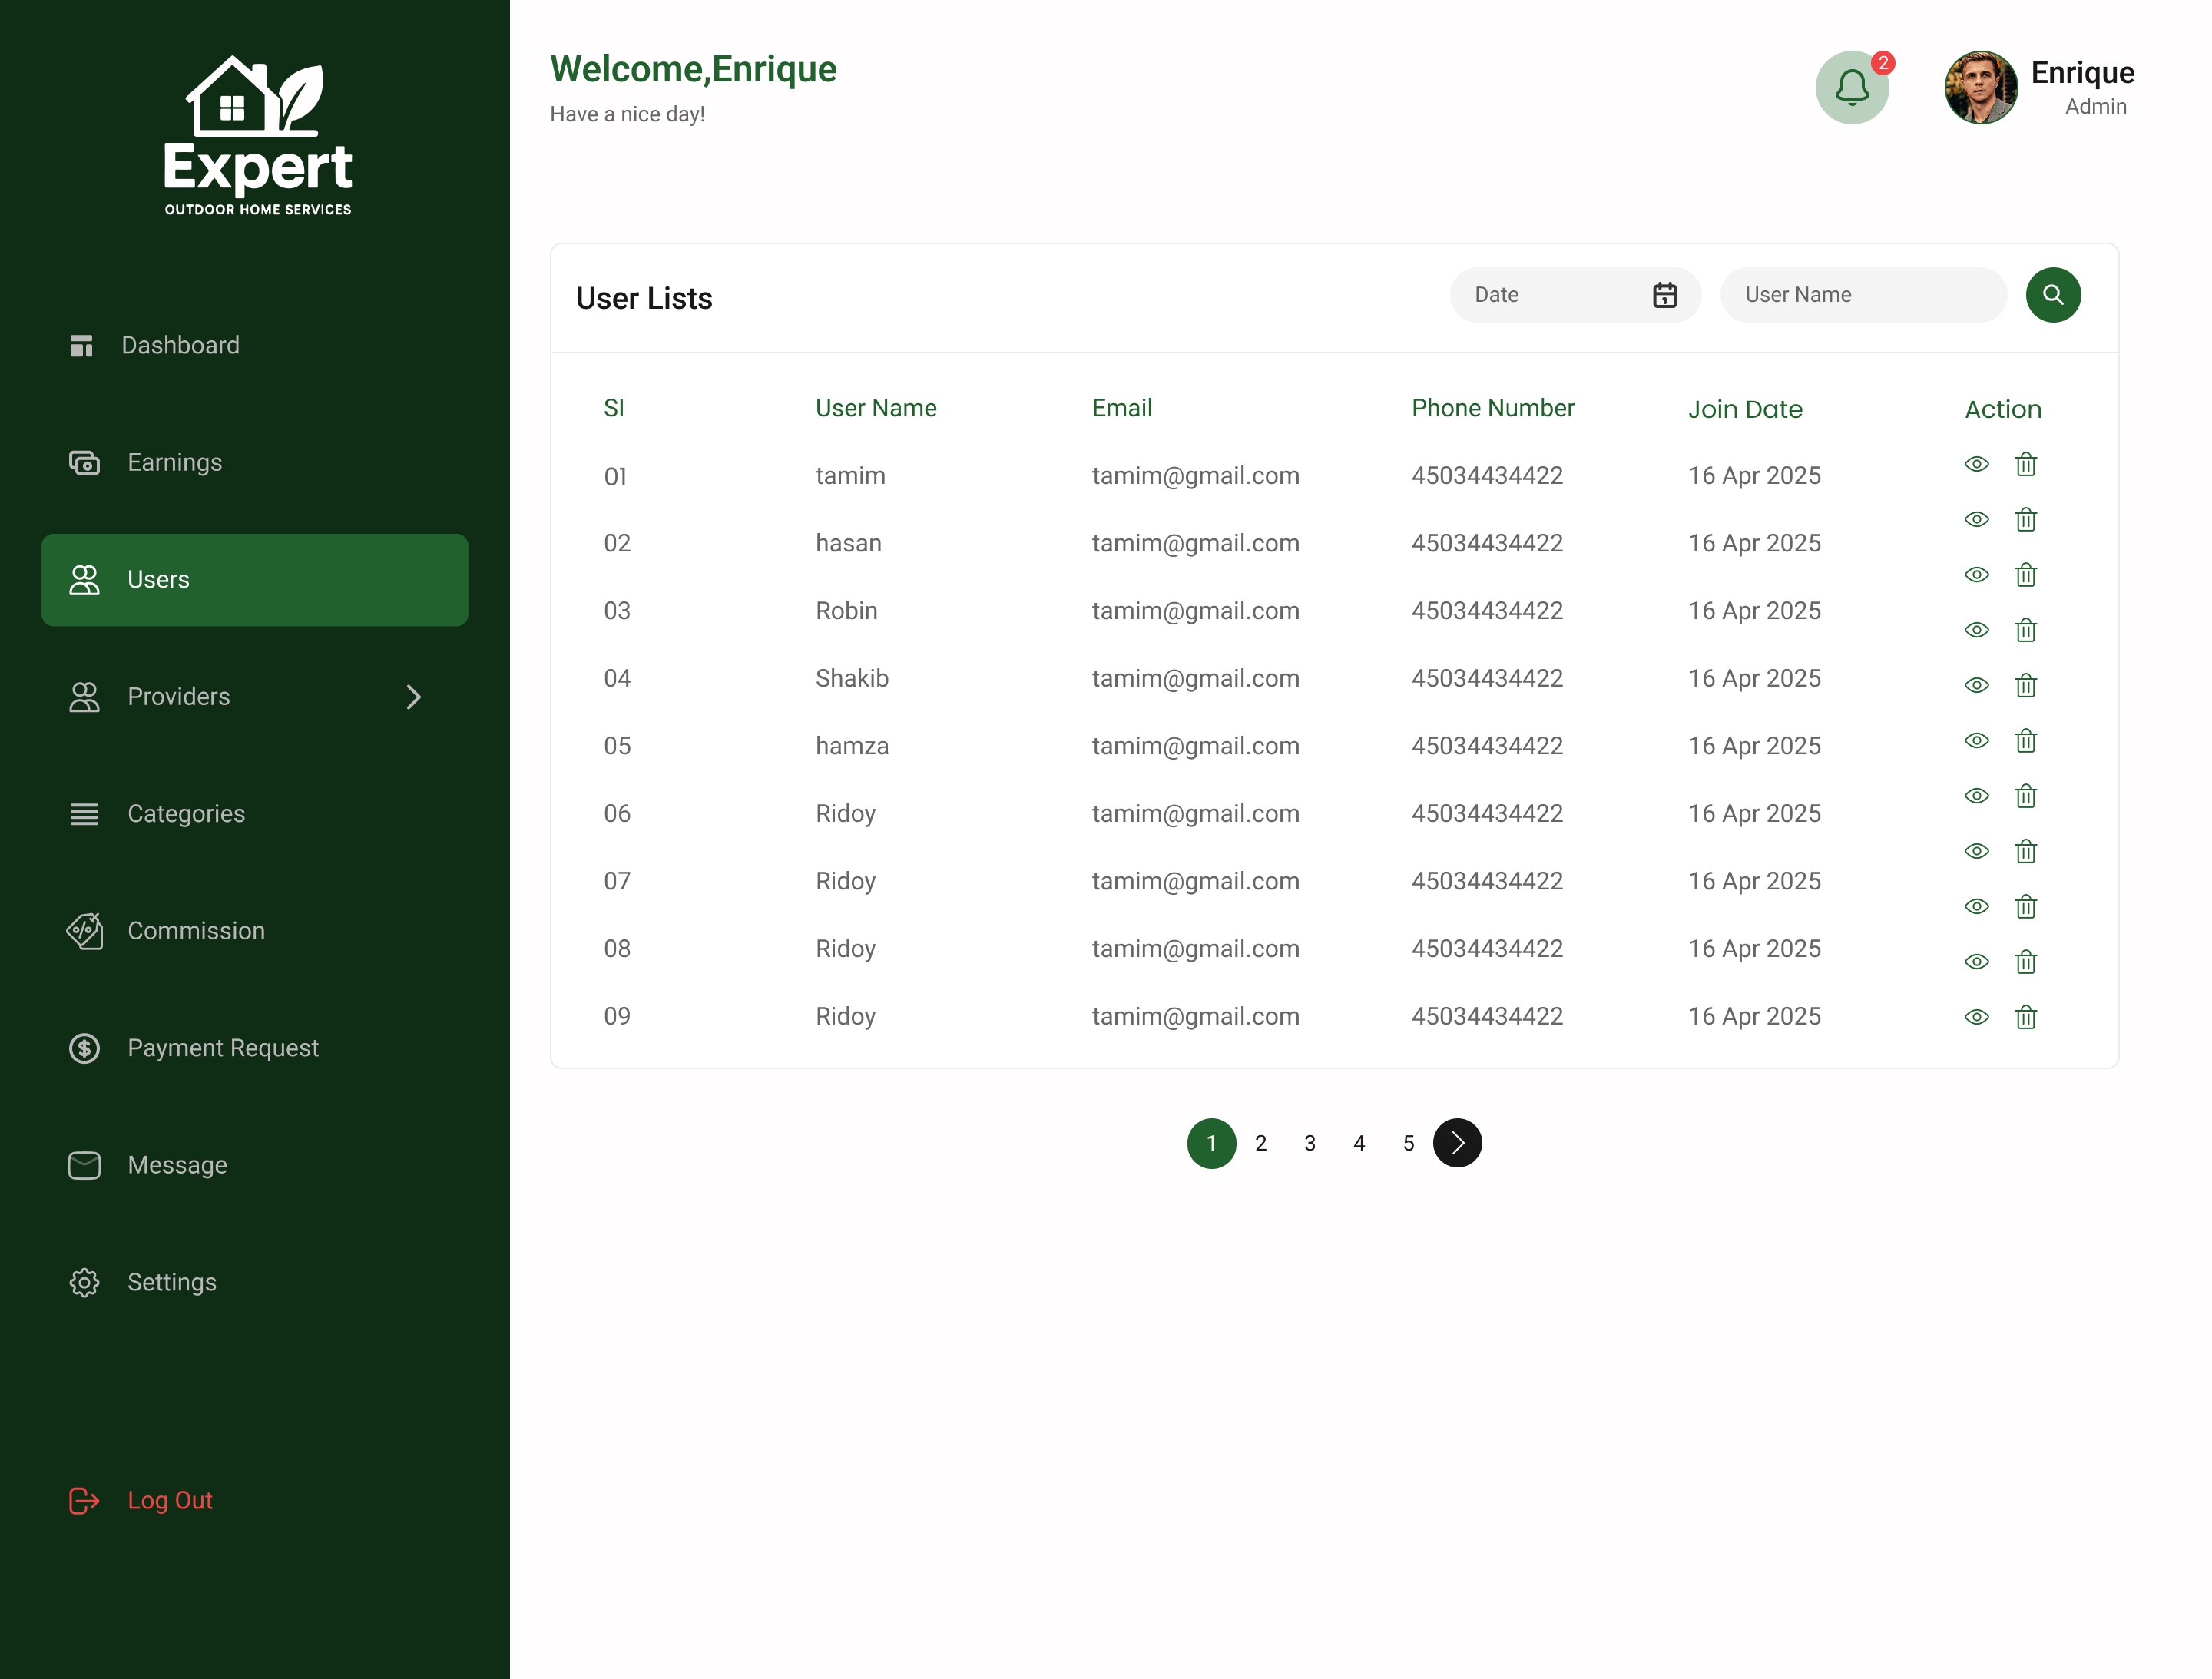 Expert
OUTDOOR HOME SERVICES
Dashboard
Earnings
Users
Providers
Categories
Commission
Payment Request
Message
Settings
Log Out
Welcome,Enrique
Have a nice day!
2
Enrique
Admin
User Lists
Date
User Name
SI User Name Email Phone Number Join Date Action
01 tamim tamim@gmail.com 45034434422 16 Apr 2025
02 hasan tamim@gmail.com 45034434422 16 Apr 2025
03 Robin tamim@gmail.com 45034434422 16 Apr 2025
04 Shakib tamim@gmail.com 45034434422 16 Apr 2025
05 hamza tamim@gmail.com 45034434422 16 Apr 2025
06 Ridoy tamim@gmail.com 45034434422 16 Apr 2025
07 Ridoy tamim@gmail.com 45034434422 16 Apr 2025
08 Ridoy tamim@gmail.com 45034434422 16 Apr 2025
09 Ridoy tamim@gmail.com 45034434422 16 Apr 2025
1 2 3 4 5